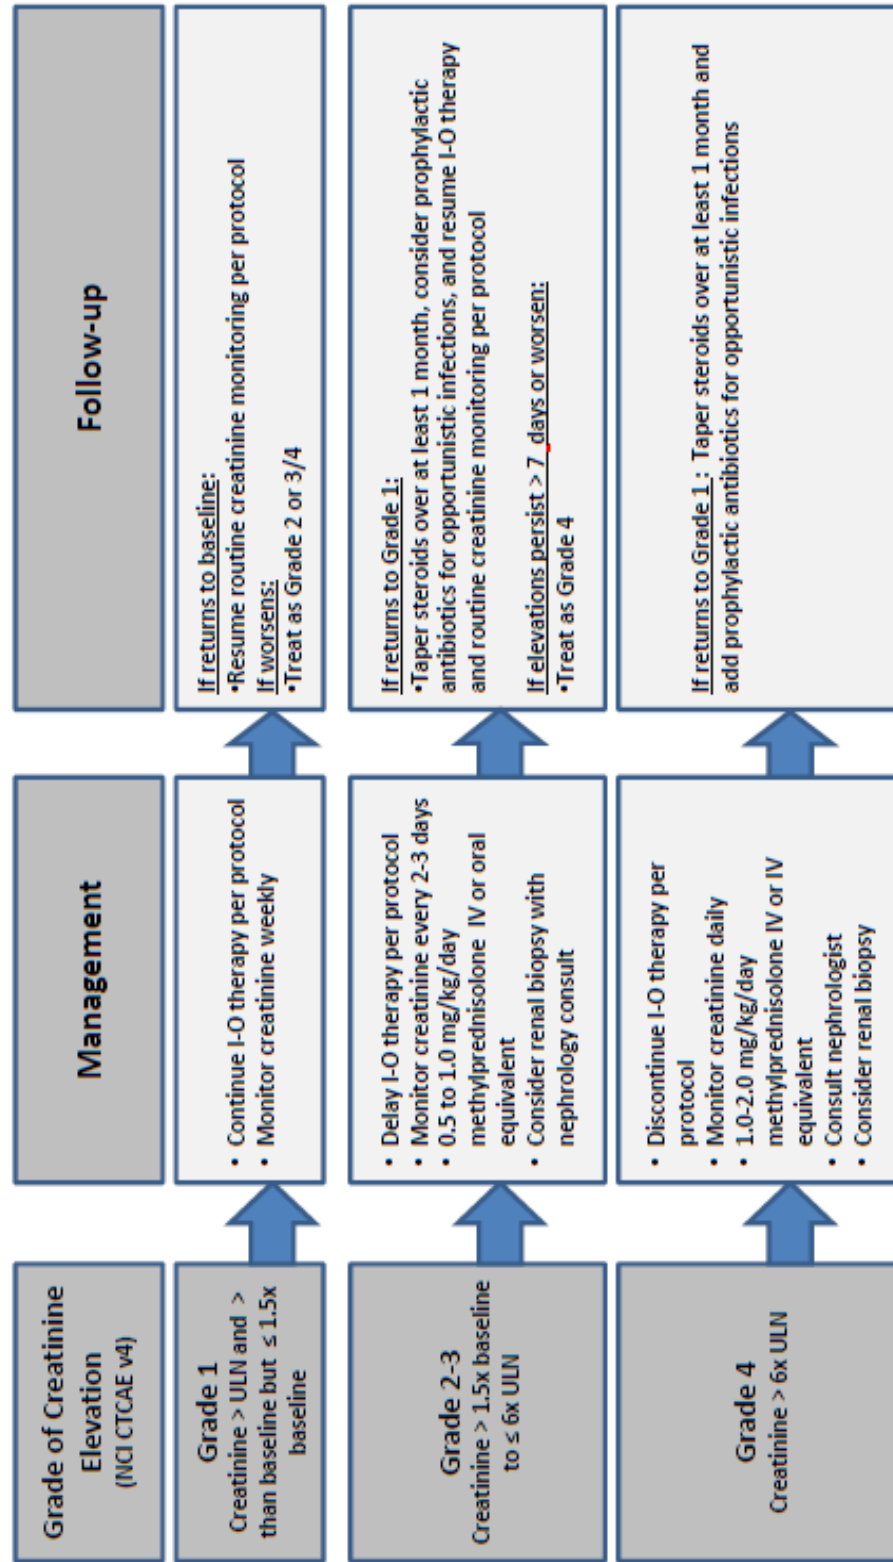 Grade of Creatinine
Elevation
(NCI CTCAE v4)
Management
Follow-up
Grade 1
Creatinine > ULN and >
than baseline but ≤ 1.5x
baseline
• Continue I-O therapy per protocol
• Monitor creatinine weekly
If returns to baseline:
•Resume routine creatinine monitoring per protocol
If worsens:
•Treat as Grade 2 or 3/4
Grade 2-3
Creatinine > 1.5x baseline
to ≤ 6x ULN
• Delay I-O therapy per protocol
• Monitor creatinine every 2-3 days
• 0.5 to 1.0 mg/kg/day
methylprednisolone IV or oral
equivalent
• Consider renal biopsy with
nephrology consult
If returns to Grade 1:
•Taper steroids over at least 1 month, consider prophylactic
antibiotics for opportunistic infections, and resume I-O therapy
and routine creatinine monitoring per protocol
If elevations persist > 7 days or worsen:
•Treat as Grade 4
Grade 4
Creatinine > 6x ULN
• Discontinue I-O therapy per
protocol
• Monitor creatinine daily
• 1.0-2.0 mg/kg/day
methylprednisolone IV or IV
equivalent
• Consult nephrologist
• Consider renal biopsy
If returns to Grade 1 : Taper steroids over at least 1 month and
add prophylactic antibiotics for opportunistic infections